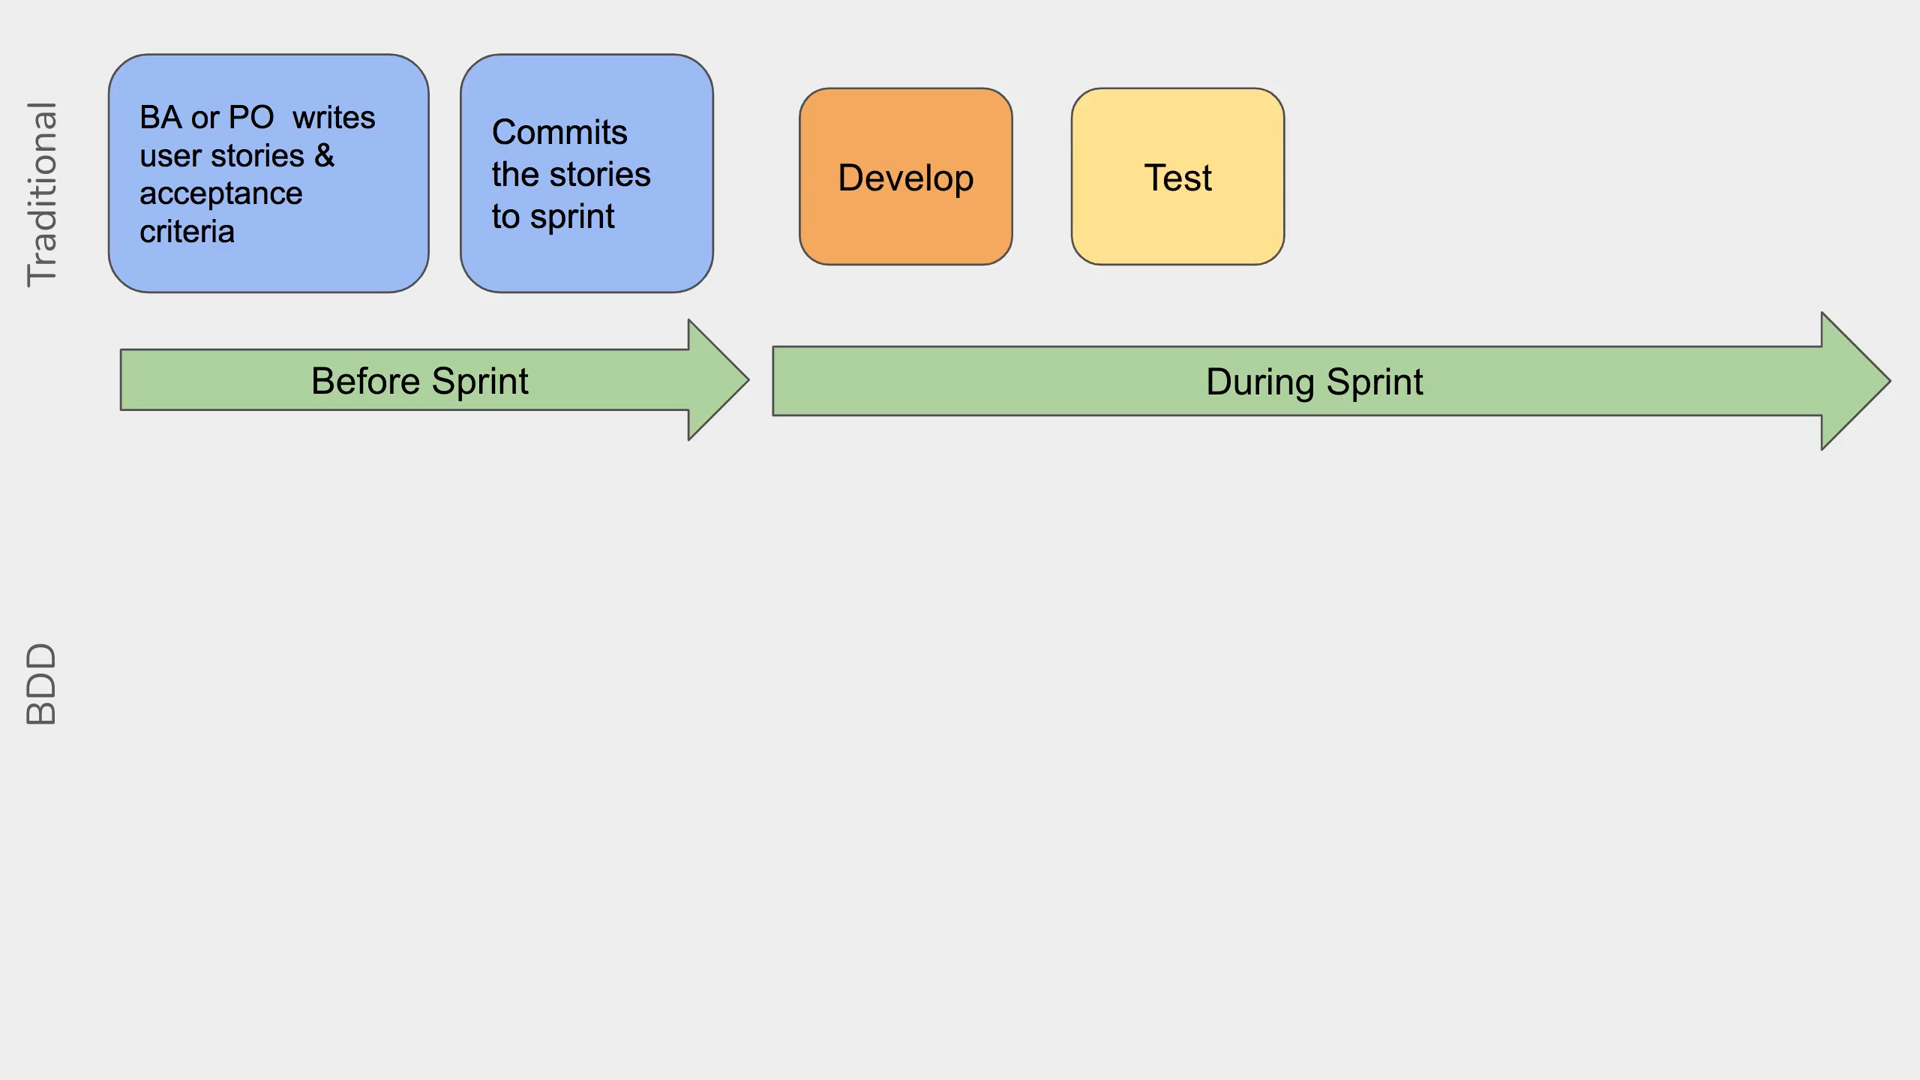 Traditional
BA or PO  writes
user stories &
acceptance
criteria
Commits
the stories
to sprint
Develop
Test
Before Sprint
During Sprint
BDD